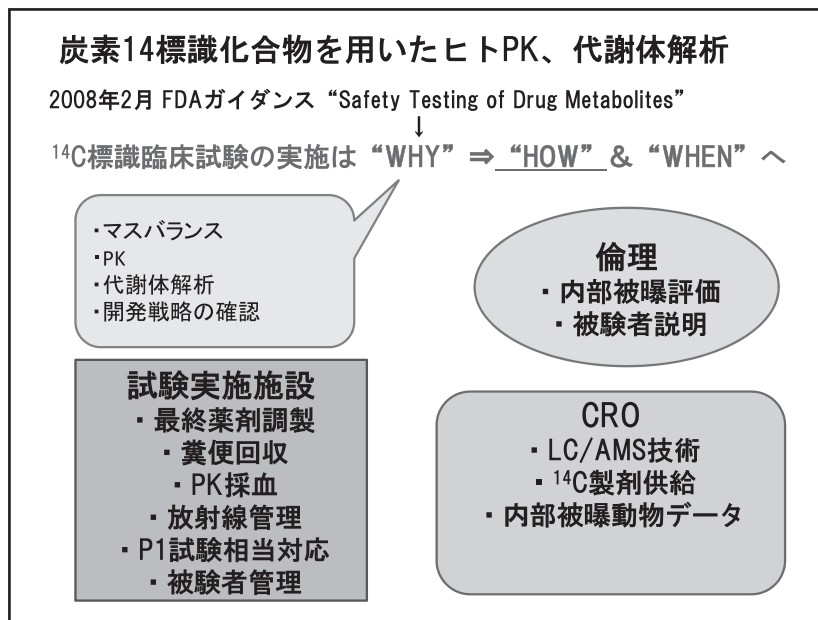 炭素14標識化合物を用いたヒトPK、代謝体解析
2008年2月 FDAガイダンス “Safety Testing of Drug Metabolites”
↓
¹⁴C標識臨床試験の実施は “WHY” ⇒ “HOW” & “WHEN” へ
・マスバランス
・PK
・代謝体解析
・開発戦略の確認
倫理
・内部被曝評価
・被験者説明
試験実施施設
・最終薬剤調製
・糞便回収
・PK採血
・放射線管理
・P1試験相当対応
・被験者管理
CRO
・LC/AMS技術
・¹⁴C製剤供給
・内部被曝動物データ